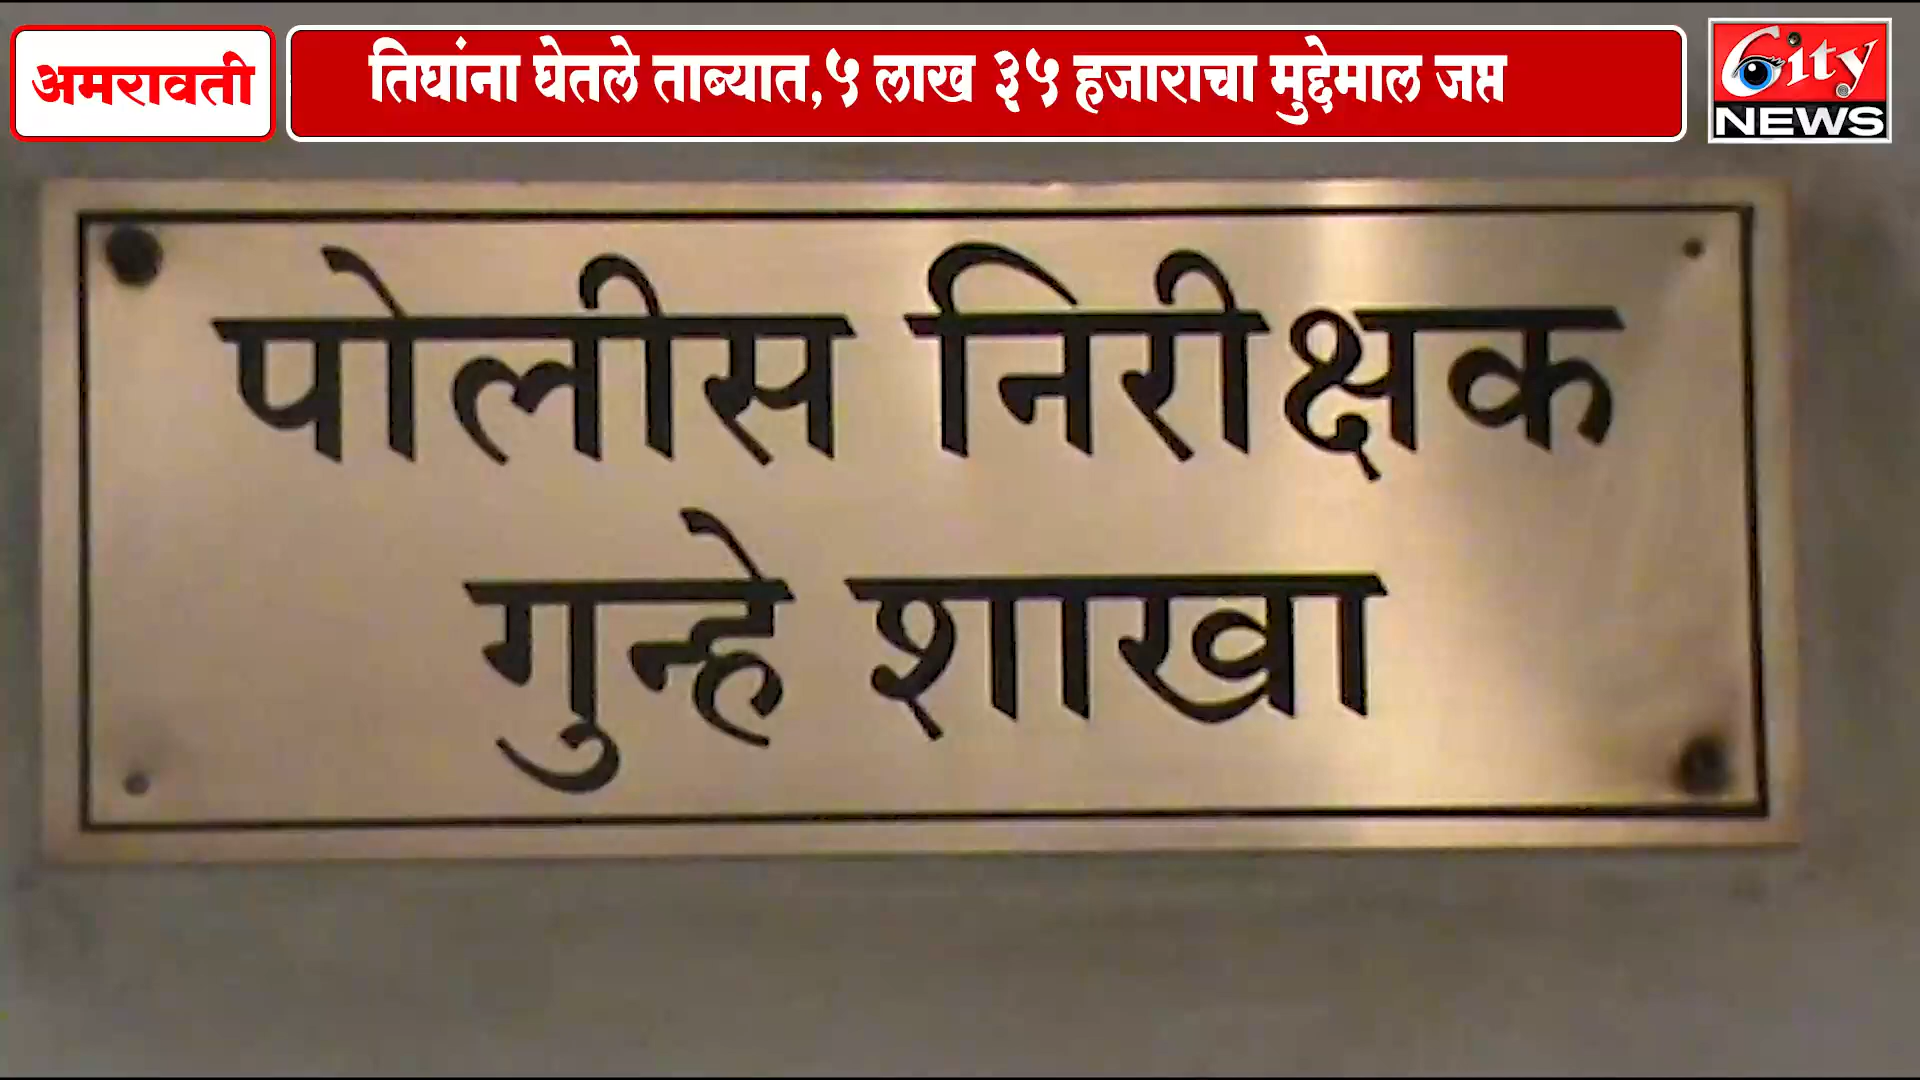 अमरावती
तिघांना घेतले ताब्यात,५ लाख ३५ हजाराचा मुद्देमाल जप्त
City
NEWS
पोलीस निरीक्षक
गुन्हे शाखा